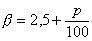 β = 2,5 + p/100